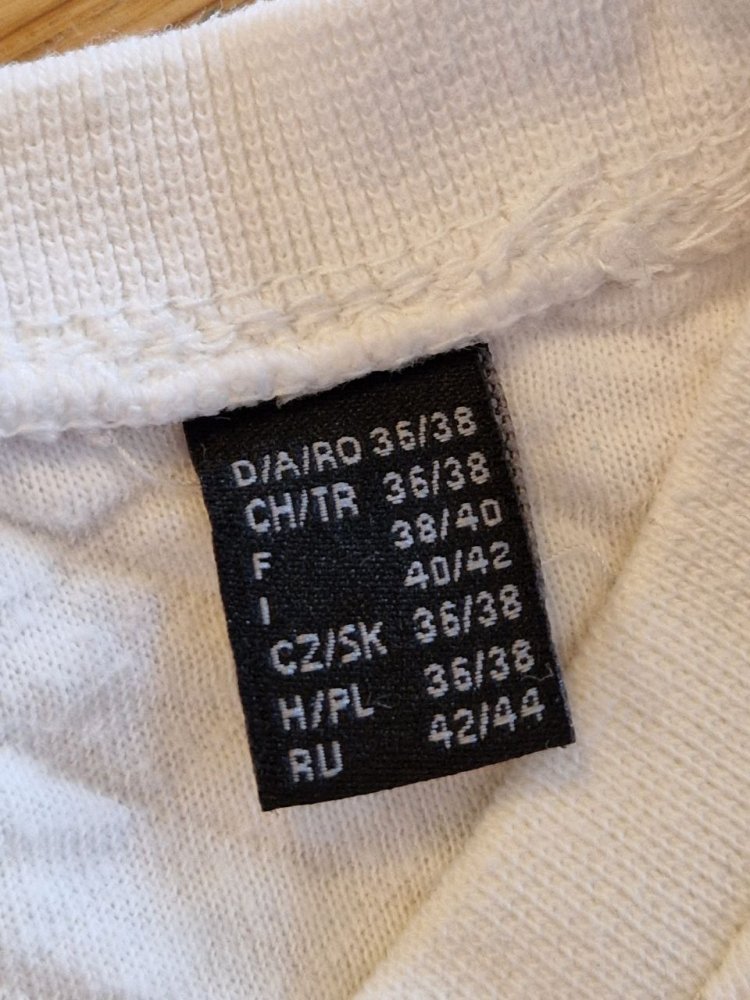 D/A/RO 36/38
CH/TR 36/38
F 38/40
I 40/42
CZ/SK 36/38
H/PL 36/38
RU 42/44